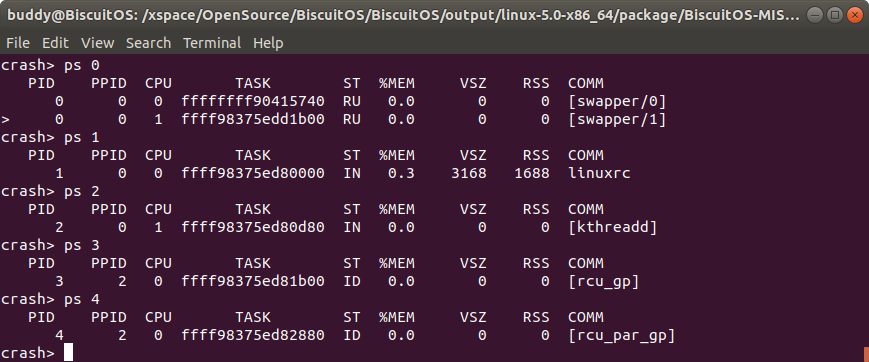 buddy@BiscuitOS: /xspace/OpenSource/BiscuitOS/BiscuitOS/output/linux-5.0-x86_64/package/BiscuitOS-MIS...
File Edit View Search Terminal Help
crash> ps 0
   PID    PPID  CPU       TASK        ST  %MEM     VSZ    RSS  COMM
      0      0   0  ffffffff90415740  RU   0.0       0      0  [swapper/0]
>     0      0   1  ffff98375edd1b00  RU   0.0       0      0  [swapper/1]
crash> ps 1
   PID    PPID  CPU       TASK        ST  %MEM     VSZ    RSS  COMM
      1      0   0  ffff98375ed80000  IN   0.3    3168   1688  linuxrc
crash> ps 2
   PID    PPID  CPU       TASK        ST  %MEM     VSZ    RSS  COMM
      2      0   1  ffff98375ed80d80  IN   0.0       0      0  [kthreadd]
crash> ps 3
   PID    PPID  CPU       TASK        ST  %MEM     VSZ    RSS  COMM
      3      2   0  ffff98375ed81b00  ID   0.0       0      0  [rcu_gp]
crash> ps 4
   PID    PPID  CPU       TASK        ST  %MEM     VSZ    RSS  COMM
      4      2   0  ffff98375ed82880  ID   0.0       0      0  [rcu_par_gp]
crash>